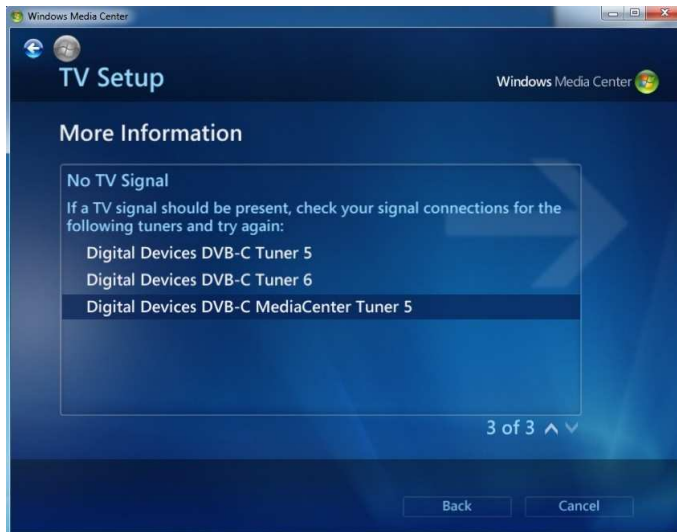 Windows Media Center
TV Setup
Windows Media Center
More Information
No TV Signal
If a TV signal should be present, check your signal connections for the
following tuners and try again:
Digital Devices DVB-C Tuner 5
Digital Devices DVB-C Tuner 6
Digital Devices DVB-C MediaCenter Tuner 5
3 of 3
Back
Cancel